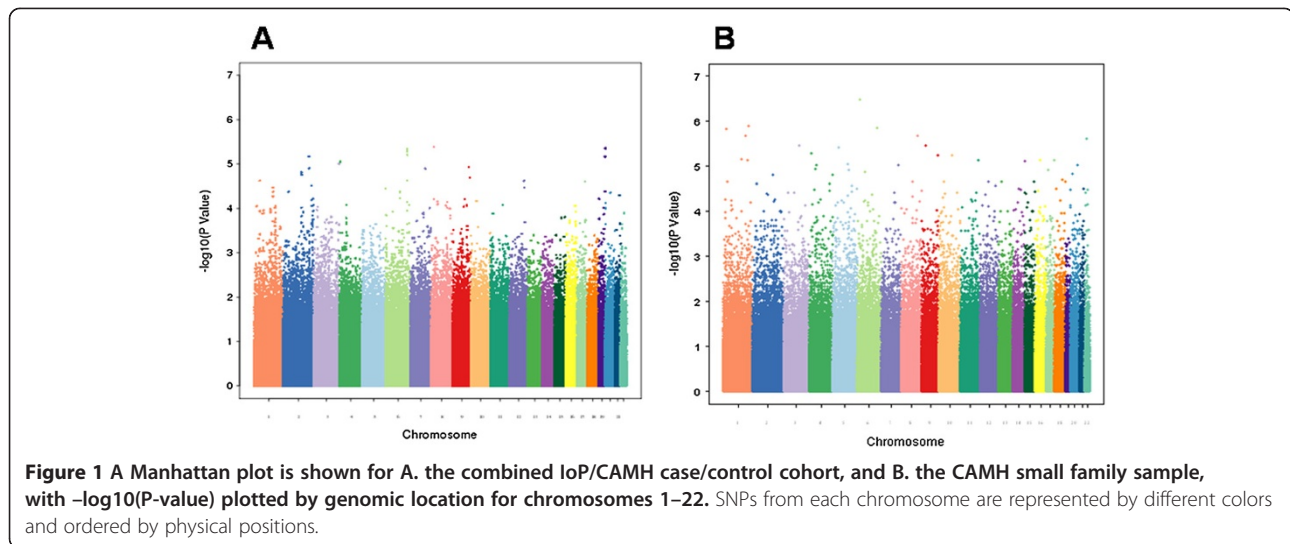 A
B
7
6
5
4
3
2
1
0
-log10(P Value)
Chromosome
7
6
5
4
3
2
1
0
-log10(P Value)
Chromosome
Figure 1 A Manhattan plot is shown for A. the combined IoP/CAMH case/control cohort, and B. the CAMH small family sample,
with –log10(P-value) plotted by genomic location for chromosomes 1–22. SNPs from each chromosome are represented by different colors
and ordered by physical positions.